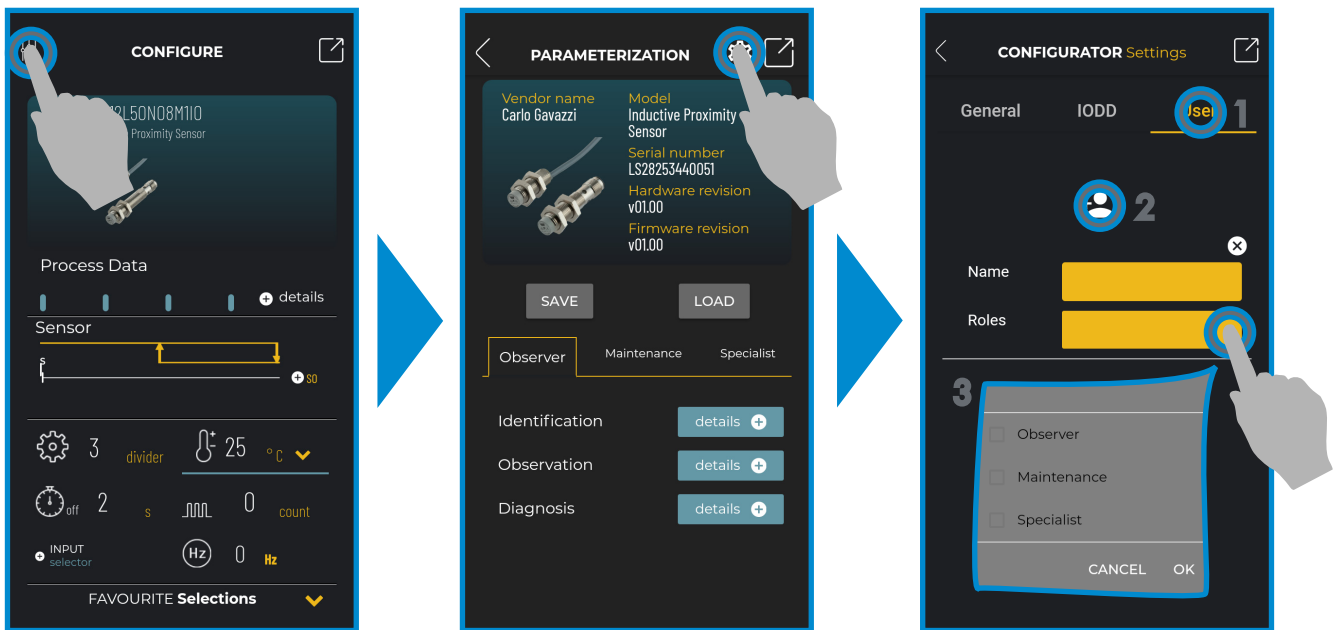 CONFIGURE
12L50NO8M1IO
Proximity Sensor
Process Data
details
Sensor
s
SO
3 divider 25 °C
off 2 s 0 count
INPUT
selector
Hz 0 Hz
FAVOURITE Selections
PARAMETERIZATION
Vendor name
Carlo Gavazzi
Model
Inductive Proximity
Sensor
Serial number
LS28253440051
Hardware revision
v01.00
Firmware revision
v01.00
SAVE LOAD
Observer Maintenance Specialist
Identification details
Observation details
Diagnosis details
CONFIGURATOR Settings
General IODD User 1
2
Name
Roles
3
Observer
Maintenance
Specialist
CANCEL OK